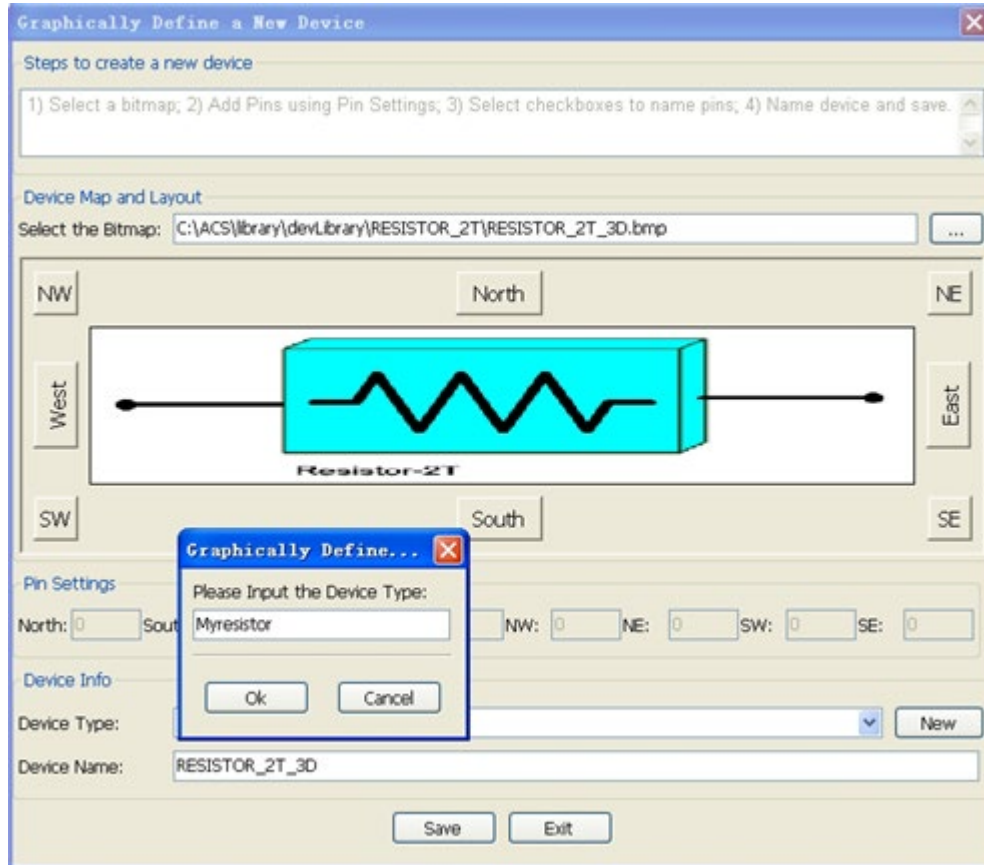 Graphically Define a New Device
Steps to create a new device
1) Select a bitmap; 2) Add Pins using Pin Settings; 3) Select checkboxes to name pins; 4) Name device and save.
Device Map and Layout
Select the Bitmap: C:\ACS\library\devLibrary\RESISTOR_2T\RESISTOR_2T_3D.bmp ...
NW North NE
West East
Resistor-2T
SW South SE
Graphically Define...
Please Input the Device Type:
Myresistor
Ok Cancel
Pin Settings
North: 0 Sout NW: 0 NE: 0 SW: 0 SE: 0
Device Info
Device Type: New
Device Name: RESISTOR_2T_3D
Save Exit